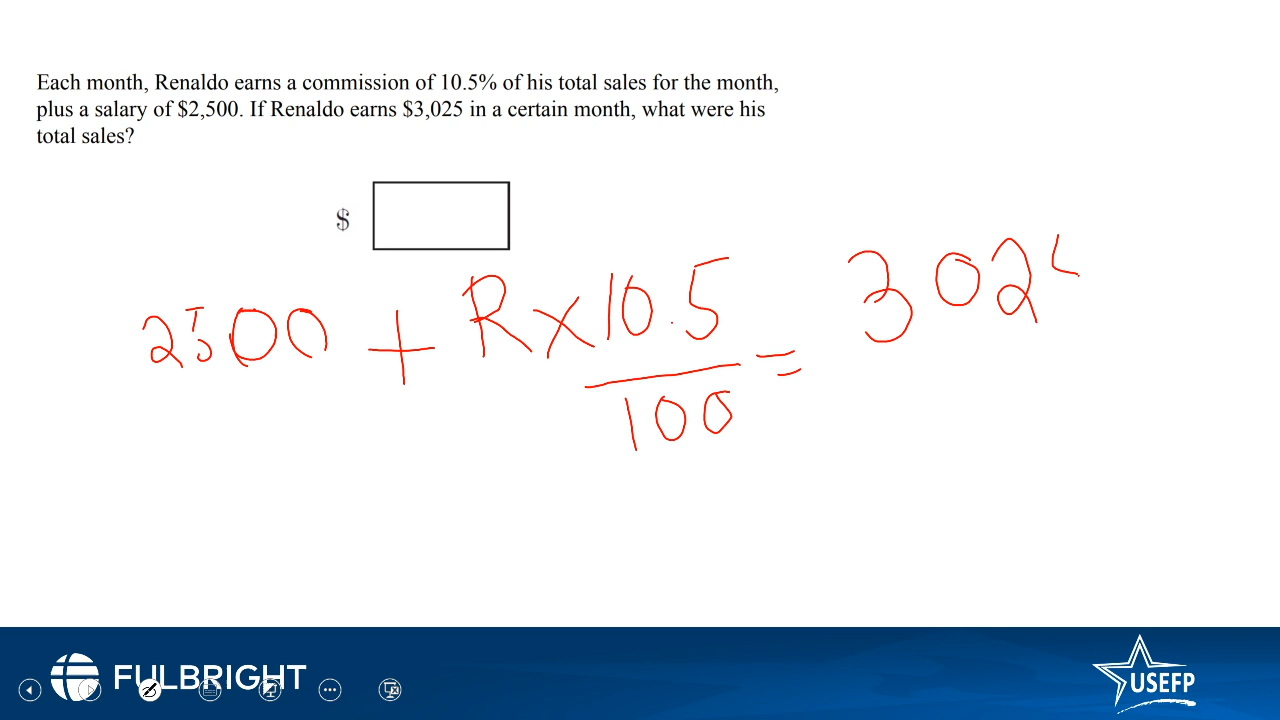 Each month, Renaldo earns a commission of 10.5% of his total sales for the month,
plus a salary of $2,500. If Renaldo earns $3,025 in a certain month, what were his
total sales?
$
2500 + R x 10.5 = 302
100
FULBRIGHT
USEFP